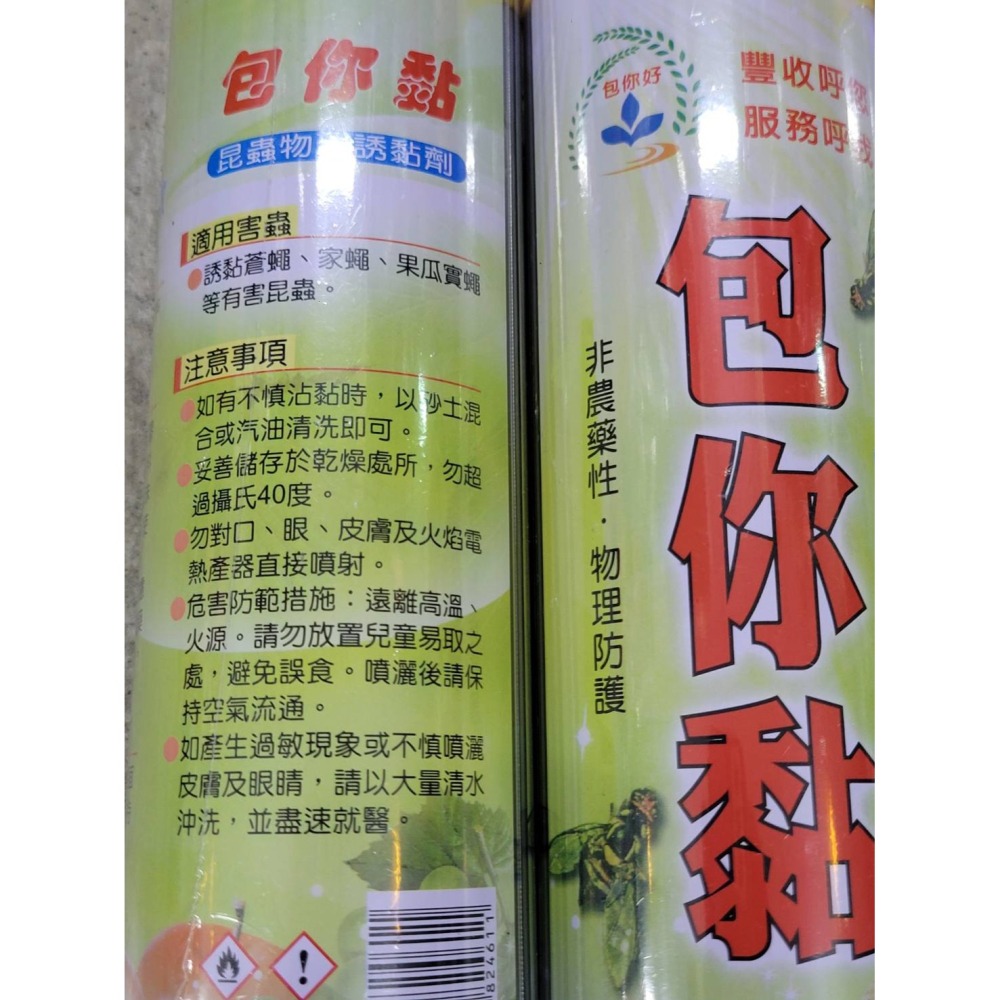 包你黏
昆蟲物 誘黏劑
適用害蟲
誘黏蒼蠅、家蠅、果瓜實蠅
等有害昆蟲。
注意事項
如有不慎沾黏時，以砂土混
合或汽油清洗即可。
妥善儲存於乾燥處所，勿超
過攝氏40度。
勿對口、眼、皮膚及火焰電
熱產器直接噴射。
危害防範措施：遠離高溫、
火源。請勿放置兒童易取之
處，避免誤食。噴灑後請保
持空氣流通。
如產生過敏現象或不慎噴灑
皮膚及眼睛，請以大量清水
沖洗，並盡速就醫。
824611
包你好
豐收呼您
服務呼我
包你黏
非農藥性．物理防護